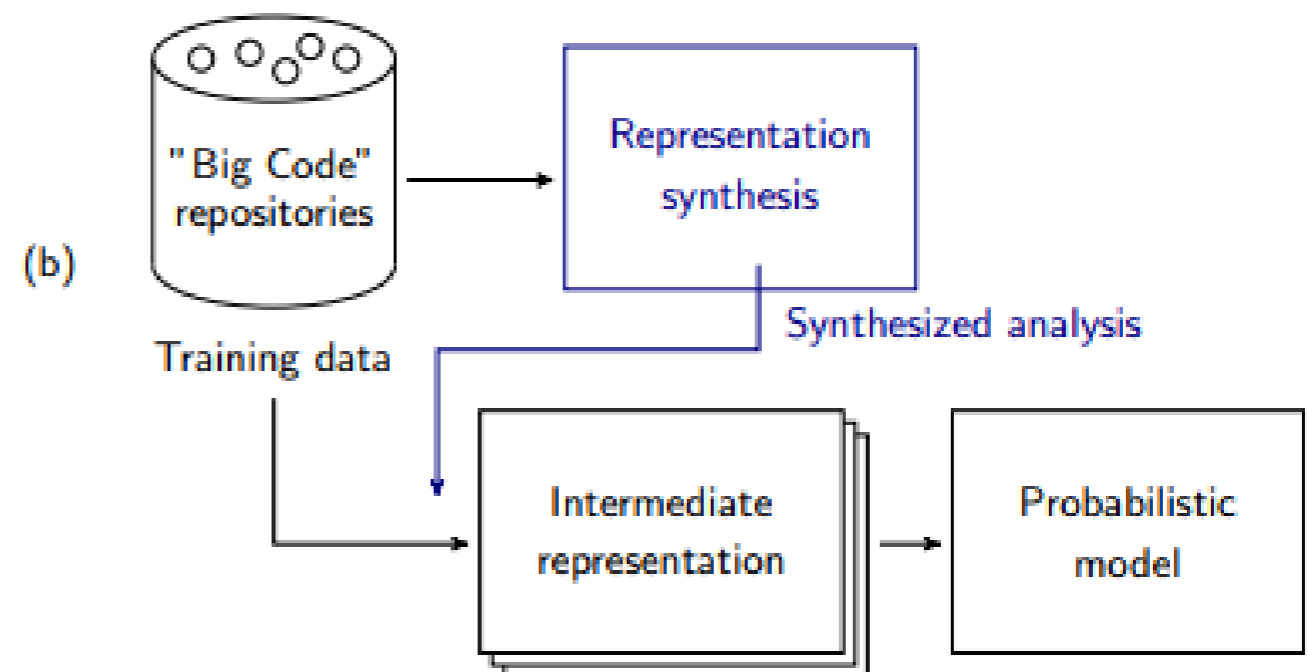 "Big Code"
repositories
Representation
synthesis
(b)
Synthesized analysis
Training data
Intermediate
representation
Probabilistic
model